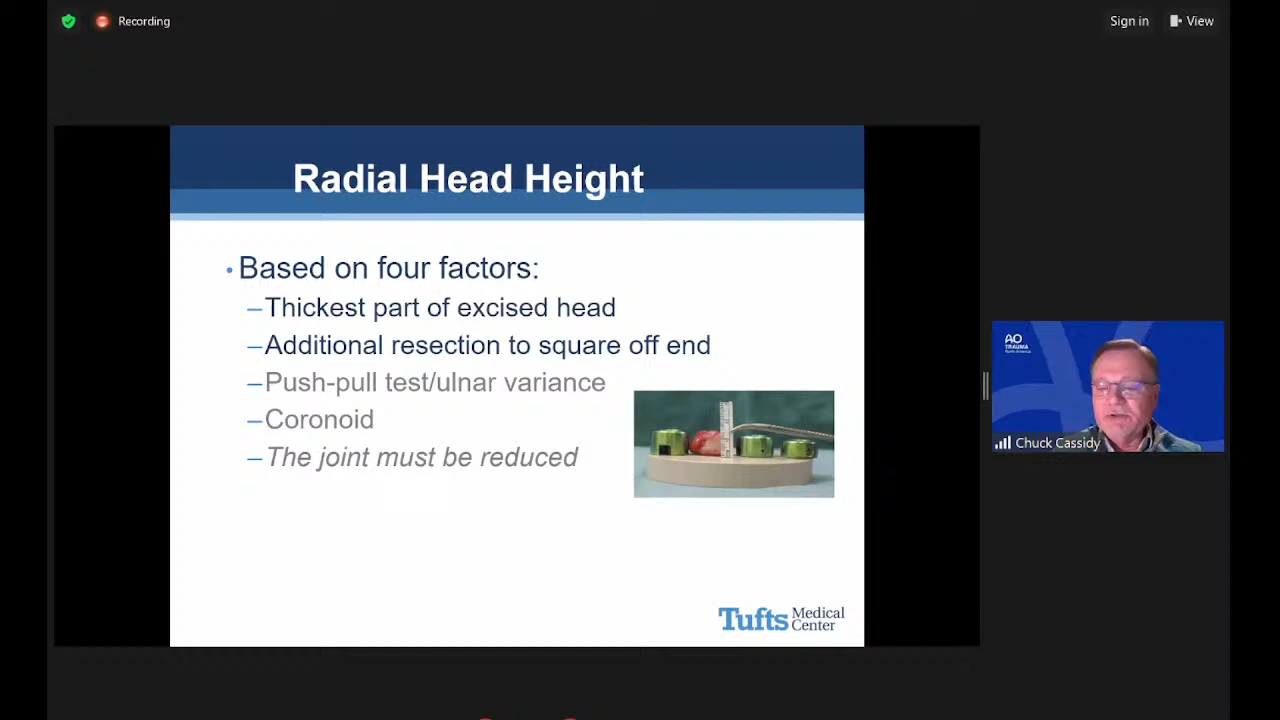 Recording
Sign in
View
Radial Head Height
• Based on four factors:
–Thickest part of excised head
–Additional resection to square off end
–Push-pull test/ulnar variance
–Coronoid
–The joint must be reduced
Tufts Medical Center
AO
TRAUMA
North America
Chuck Cassidy